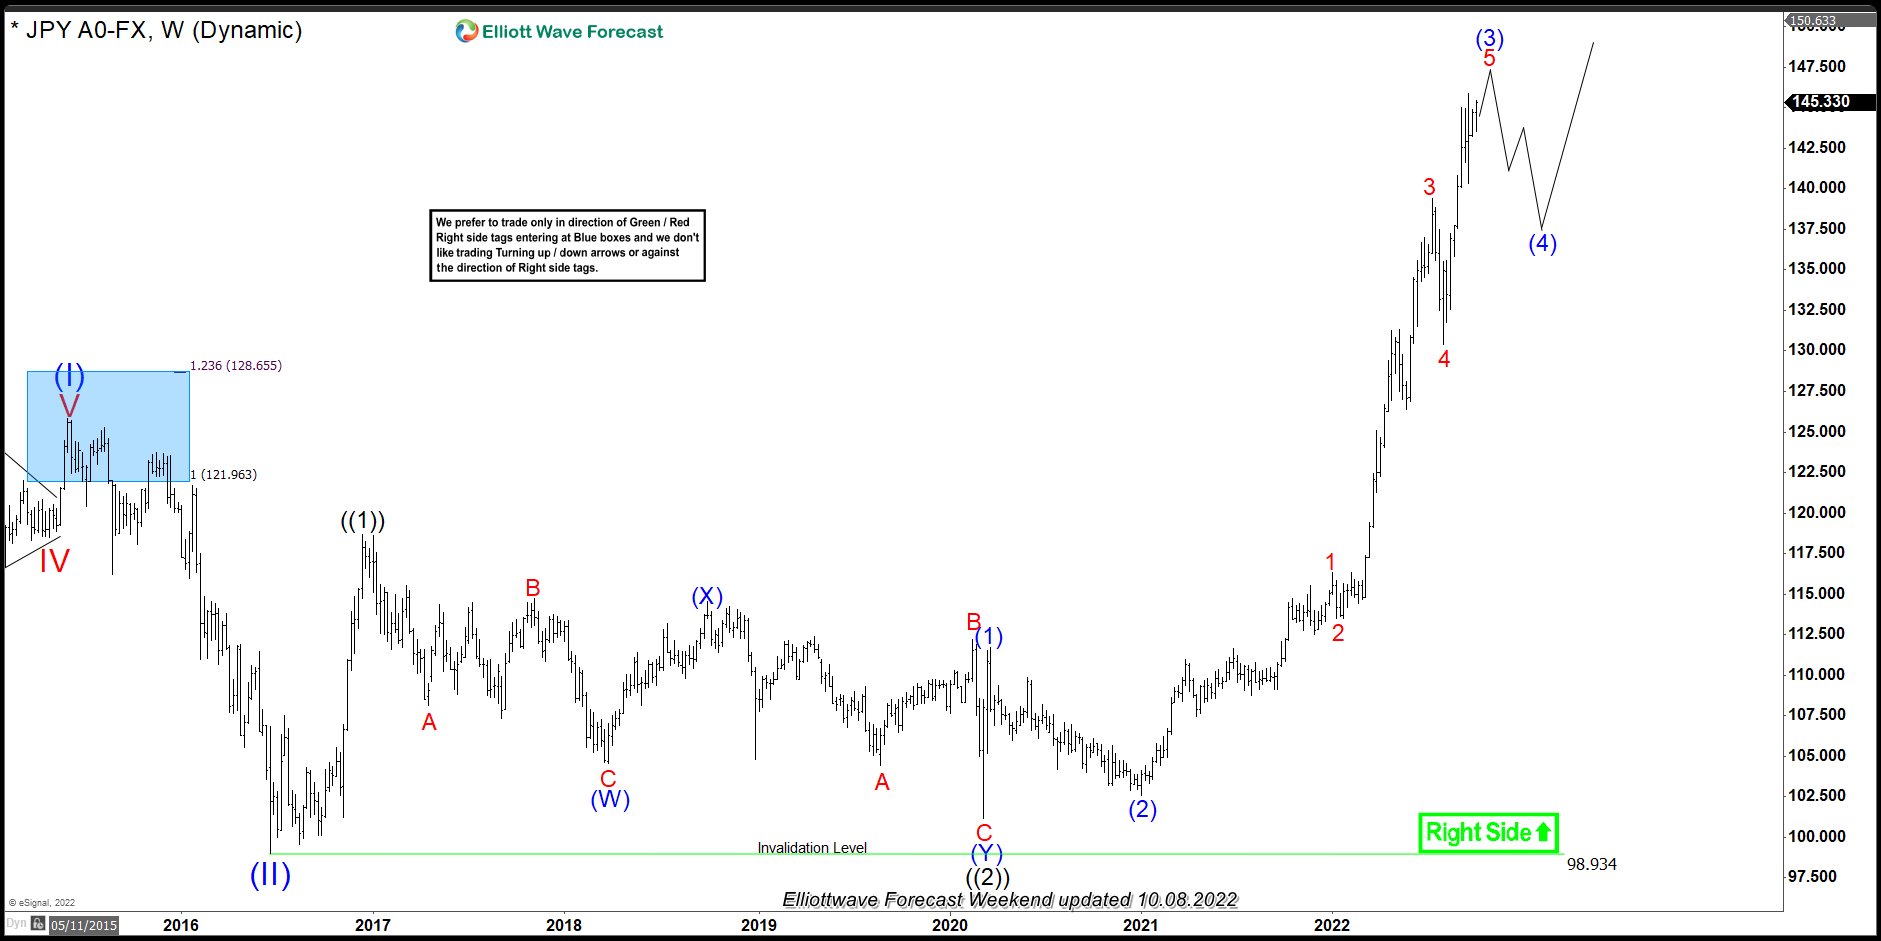 * JPY A0-FX, W (Dynamic)
Elliott Wave Forecast
150.633
150.000
147.500
145.330
142.500
140.000
137.500
135.000
132.500
130.000
127.500
125.000
122.500
120.000
117.500
115.000
112.500
110.000
107.500
105.000
102.500
100.000
97.500
(3)
5
(4)
3
4
We prefer to trade only in direction of Green / Red
Right side tags entering at Blue boxes and we don't
like trading Turning up / down arrows or against
the direction of Right side tags.
1.236 (128.655)
(I)
V
1 (121.963)
IV
((1))
1
2
B
(X)
B
(1)
A
C
(W)
A
(2)
C
(Y)
((2))
(II)
Invalidation Level
Right Side
98.934
Elliottwave Forecast Weekend updated 10.08.2022
© eSignal, 2022
Dyn
05/11/2015
2016
2017
2018
2019
2020
2021
2022